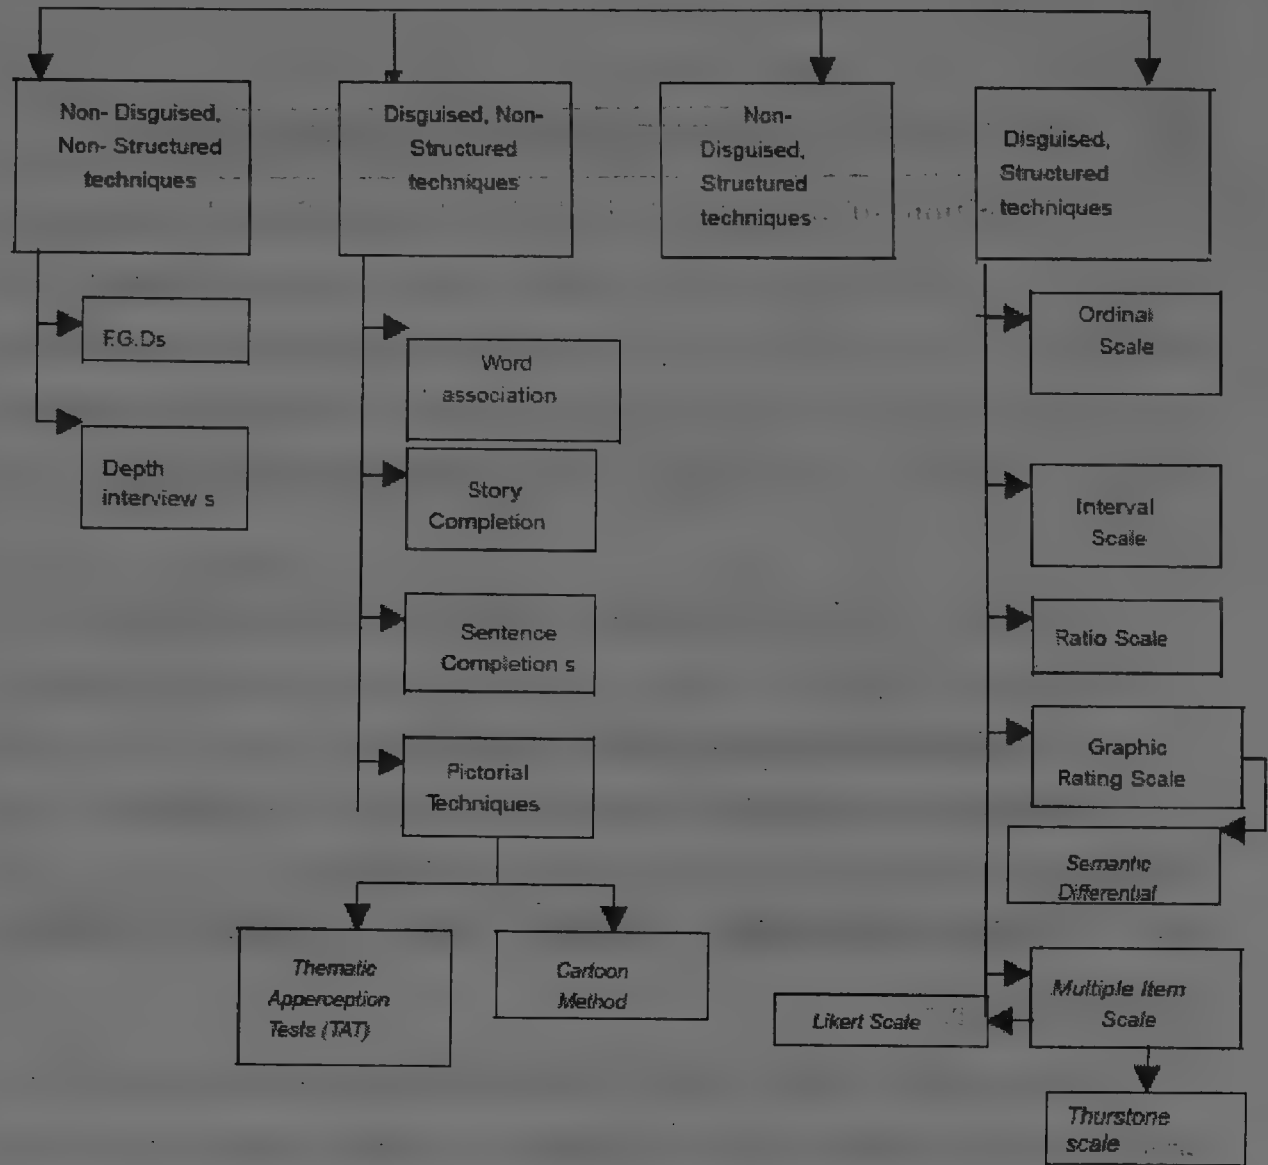 Non- Disguised,
Non- Structured
techniques
Disguised, Non-
Structured
techniques
Non-
Disguised,
Structured
techniques
Disguised,
Structured
techniques
F.G.Ds
Depth
interview s
Word
association
Story
Completion
Sentence
Completion s
Pictorial
Techniques
Thematic
Apperception
Tests (TAT)
Cartoon
Method
Ordinal
Scale
Interval
Scale
Ratio Scale
Graphic
Rating Scale
Semantic
Differential
Multiple Item
Scale
Likert Scale
Thurstone
scale